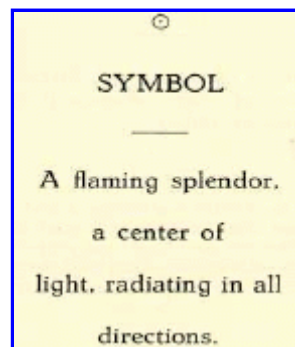 ☉
SYMBOL
A flaming splendor,
a center of
light, radiating in all
directions.